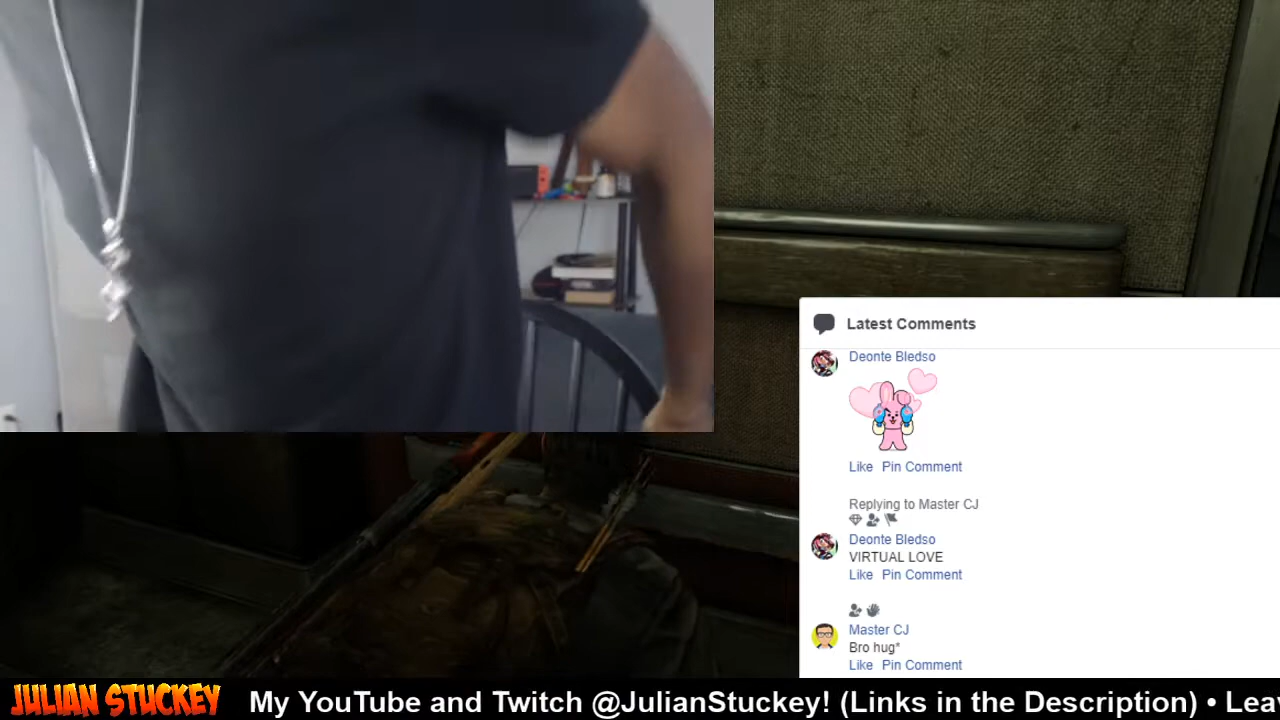 Latest Comments
Deonte Bledso
Like Pin Comment
Replying to Master CJ
Deonte Bledso
VIRTUAL LOVE
Like Pin Comment
Master CJ
Bro hug*
Like Pin Comment
JULIAN STUCKEY My YouTube and Twitch @JulianStuckey! (Links in the Description) • Lea